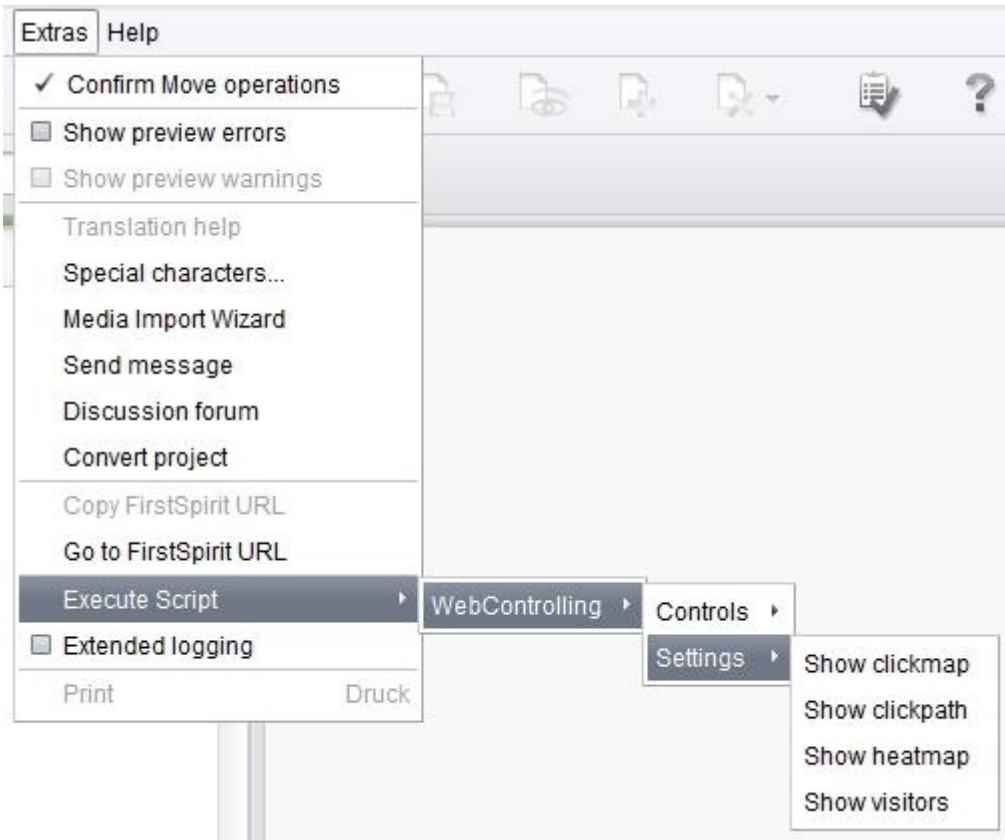 Extras Help
✓ Confirm Move operations
Show preview errors
Show preview warnings
Translation help
Special characters...
Media Import Wizard
Send message
Discussion forum
Convert project
Copy FirstSpirit URL
Go to FirstSpirit URL
Execute Script
WebControlling
Controls
Settings
Extended logging
Print Druck
Show clickmap
Show clickpath
Show heatmap
Show visitors